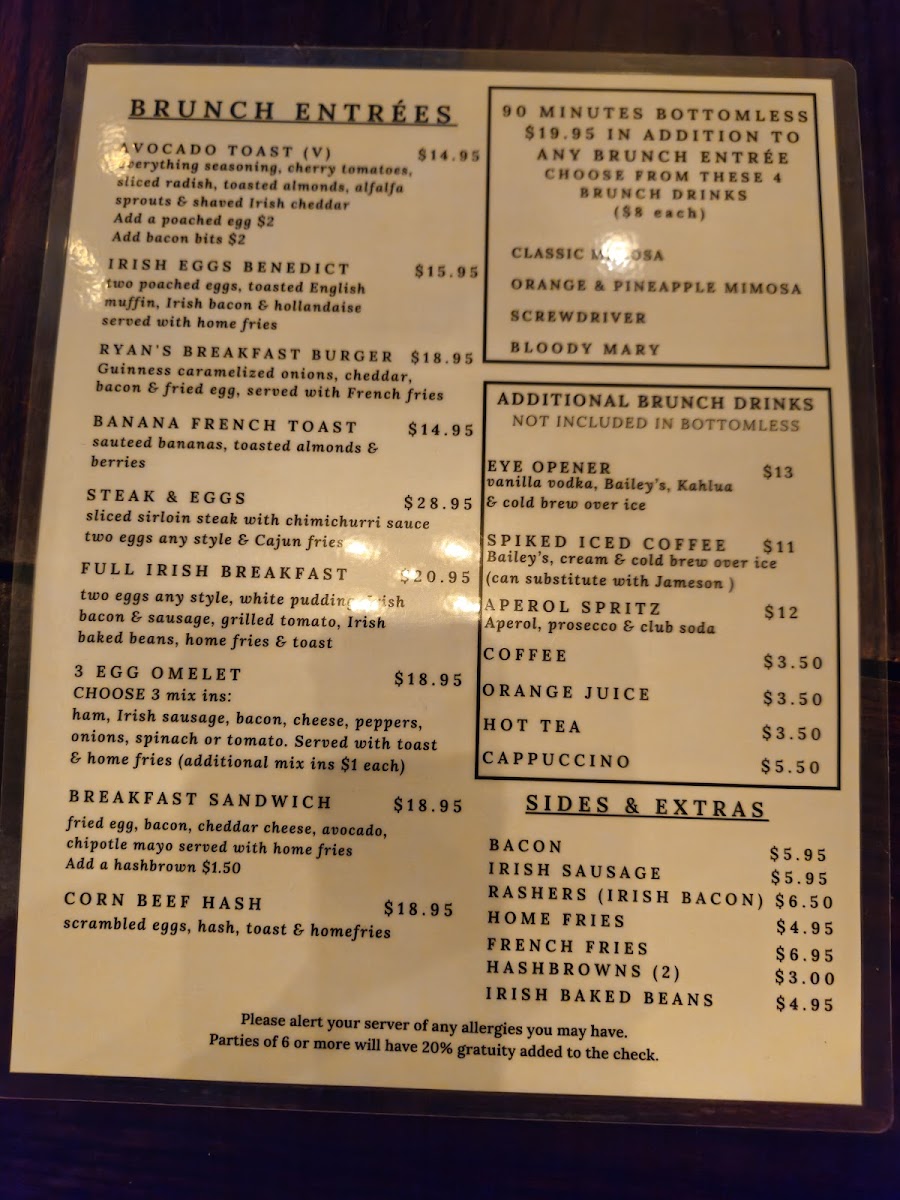 BRUNCH ENTRÉES
AVOCADO TOAST (V) $14.95
everything seasoning, cherry tomatoes,
sliced radish, toasted almonds, alfalfa
sprouts & shaved Irish cheddar
Add a poached egg $2
Add bacon bits $2
IRISH EGGS BENEDICT $15.95
two poached eggs, toasted English
muffin, Irish bacon & hollandaise
served with home fries
RYAN'S BREAKFAST BURGER $18.95
Guinness caramelized onions, cheddar,
bacon & fried egg, served with French fries
BANANA FRENCH TOAST $14.95
sauteed bananas, toasted almonds &
berries
STEAK & EGGS $28.95
sliced sirloin steak with chimichurri sauce
two eggs any style & Cajun fries
FULL IRISH BREAKFAST $20.95
two eggs any style, white pudding, Irish
bacon & sausage, grilled tomato, Irish
baked beans, home fries & toast
3 EGG OMELET $18.95
CHOOSE 3 mix ins:
ham, Irish sausage, bacon, cheese, peppers,
onions, spinach or tomato. Served with toast
& home fries (additional mix ins $1 each)
BREAKFAST SANDWICH $18.95
fried egg, bacon, cheddar cheese, avocado,
chipotle mayo served with home fries
Add a hashbrown $1.50
CORN BEEF HASH $18.95
scrambled eggs, hash, toast & homefries
90 MINUTES BOTTOMLESS
$19.95 IN ADDITION TO
ANY BRUNCH ENTRÉE
CHOOSE FROM THESE 4
BRUNCH DRINKS
($8 each)
CLASSIC MIMOSA
ORANGE & PINEAPPLE MIMOSA
SCREWDRIVER
BLOODY MARY
ADDITIONAL BRUNCH DRINKS
NOT INCLUDED IN BOTTOMLESS
EYE OPENER $13
vanilla vodka, Bailey's, Kahlua
& cold brew over ice
SPIKED ICED COFFEE $11
Bailey's, cream & cold brew over ice
(can substitute with Jameson )
APEROL SPRITZ $12
Aperol, prosecco & club soda
COFFEE $3.50
ORANGE JUICE $3.50
HOT TEA $3.50
CAPPUCCINO $5.50
SIDES & EXTRAS
BACON $5.95
IRISH SAUSAGE $5.95
RASHERS (IRISH BACON) $6.50
HOME FRIES $4.95
FRENCH FRIES $6.95
HASHBROWNS (2) $3.00
IRISH BAKED BEANS $4.95
Please alert your server of any allergies you may have.
Parties of 6 or more will have 20% gratuity added to the check.